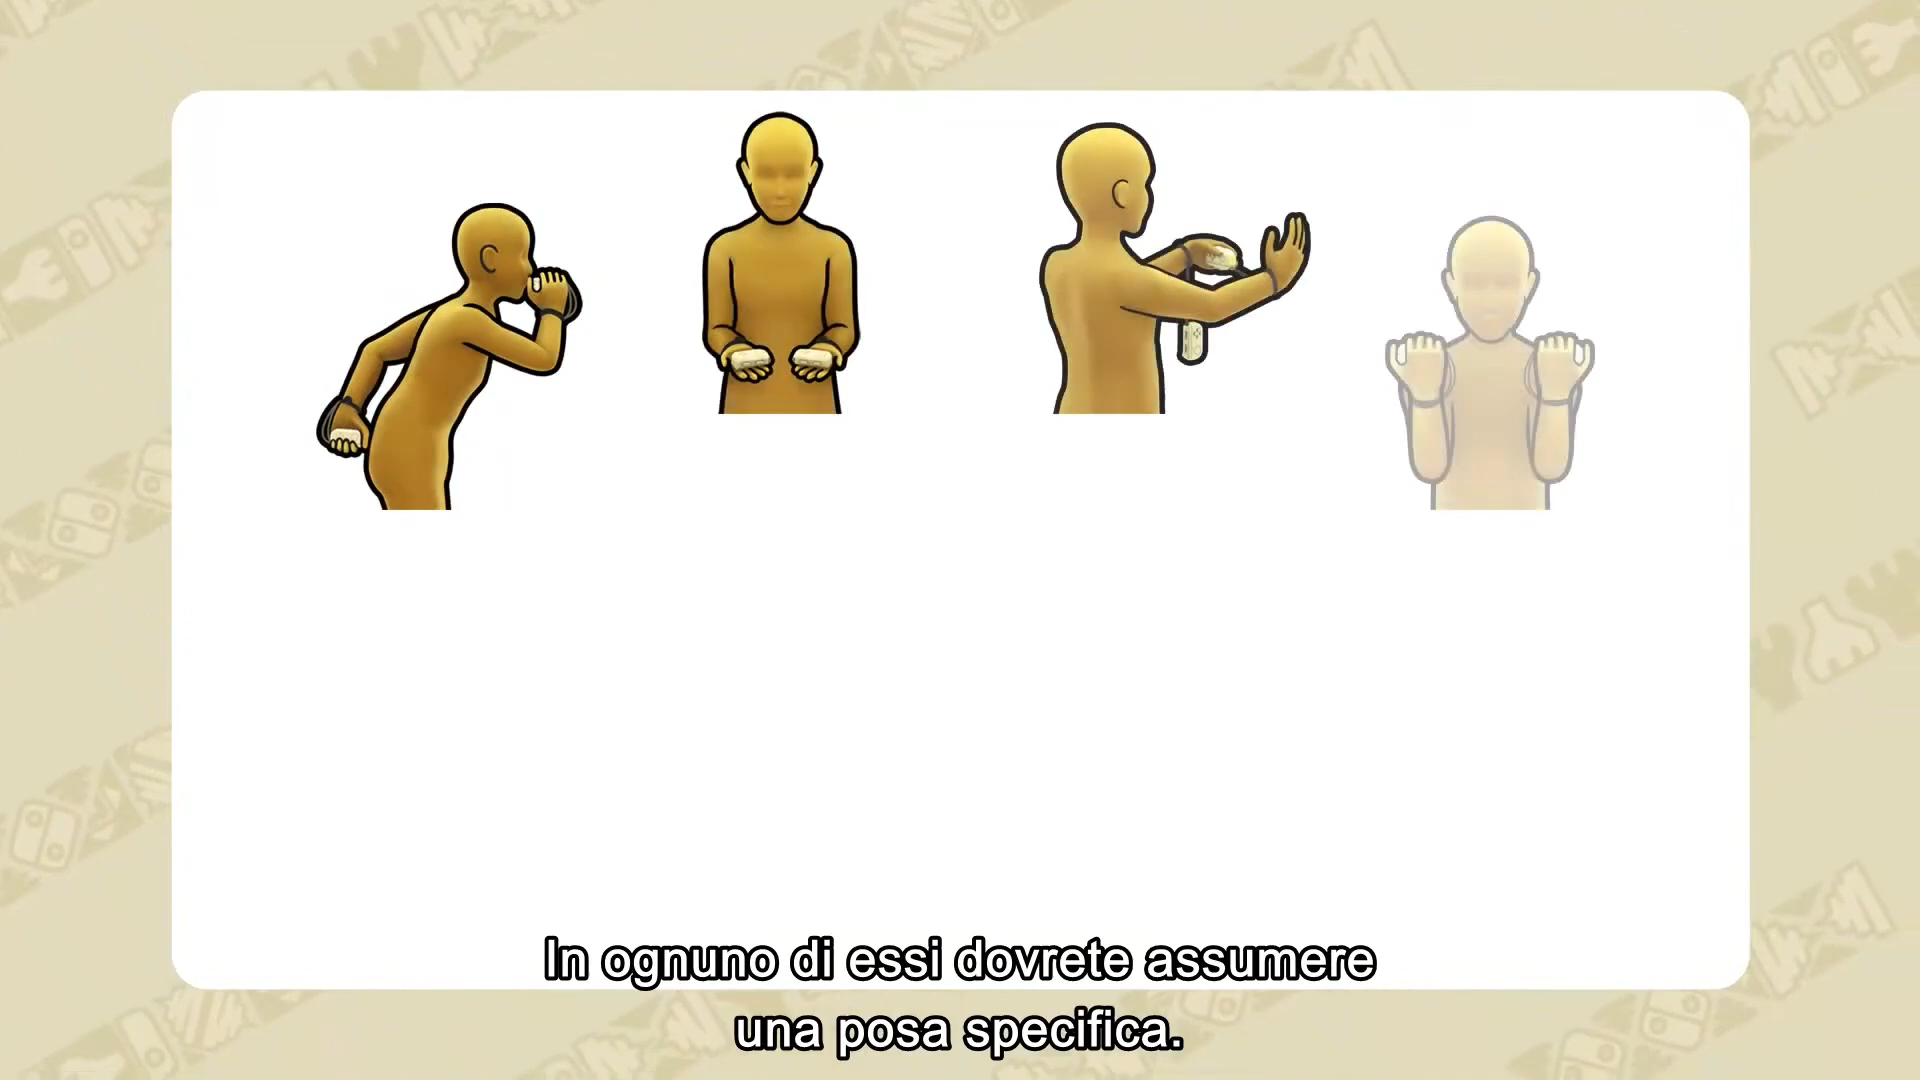 In ognuno di essi dovrete assumere
una posa specifica.